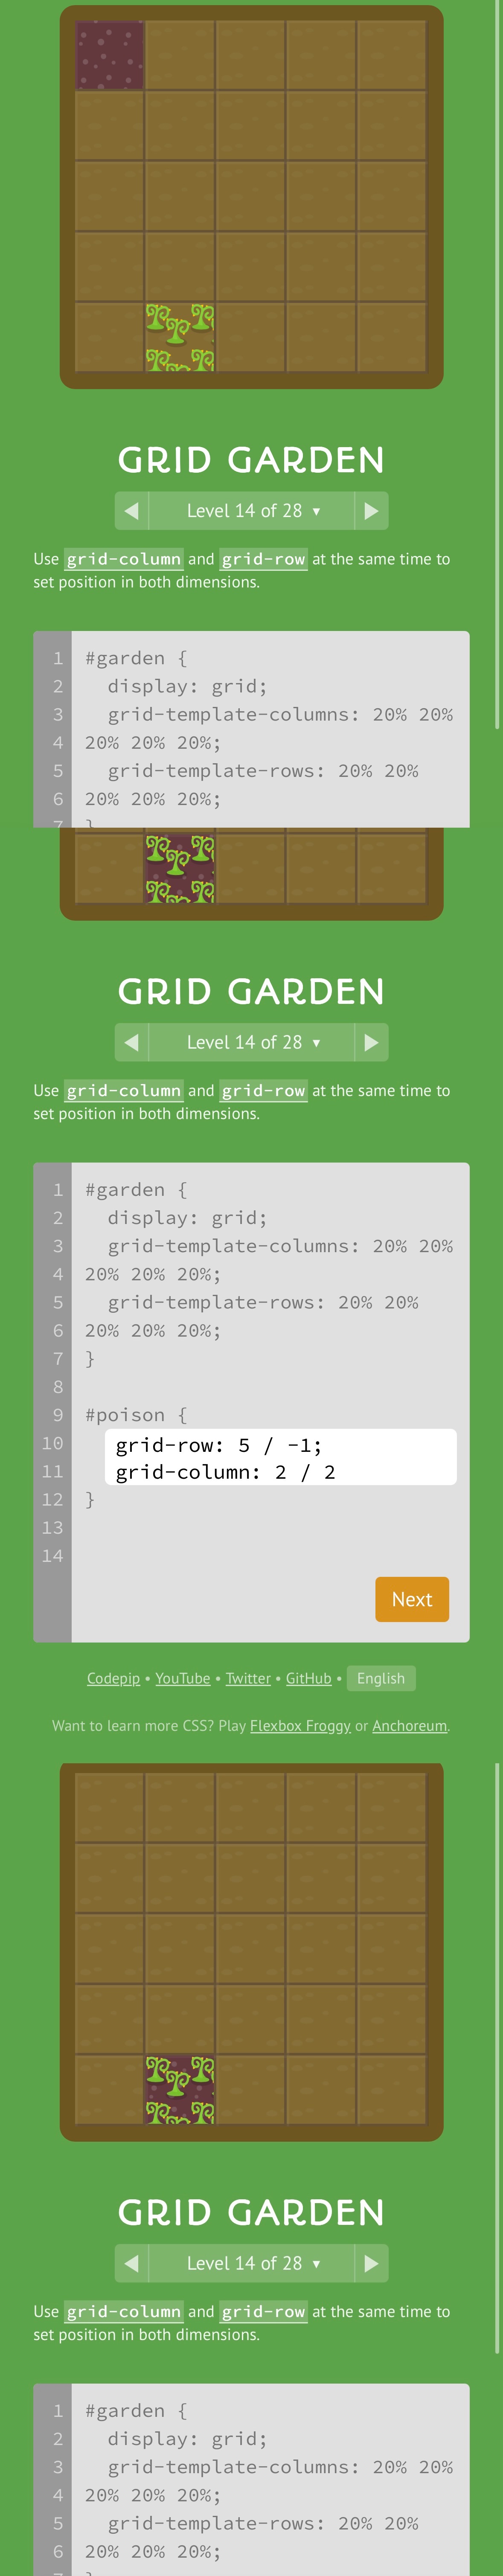 GRID GARDEN
Level 14 of 28 ▾
Use grid-column and grid-row at the same time to
set position in both dimensions.
1 #garden {
2   display: grid;
3   grid-template-columns: 20% 20%
4 20% 20% 20%;
5   grid-template-rows: 20% 20%
6 20% 20% 20%;
7 }
GRID GARDEN
Level 14 of 28 ▾
Use grid-column and grid-row at the same time to
set position in both dimensions.
1 #garden {
2   display: grid;
3   grid-template-columns: 20% 20%
4 20% 20% 20%;
5   grid-template-rows: 20% 20%
6 20% 20% 20%;
7 }
8
9 #poison {
10   grid-row: 5 / -1;
11   grid-column: 2 / 2
12 }
13
14
Next
Codepip • YouTube • Twitter • GitHub • English
Want to learn more CSS? Play Flexbox Froggy or Anchoreum.
GRID GARDEN
Level 14 of 28 ▾
Use grid-column and grid-row at the same time to
set position in both dimensions.
1 #garden {
2   display: grid;
3   grid-template-columns: 20% 20%
4 20% 20% 20%;
5   grid-template-rows: 20% 20%
6 20% 20% 20%;